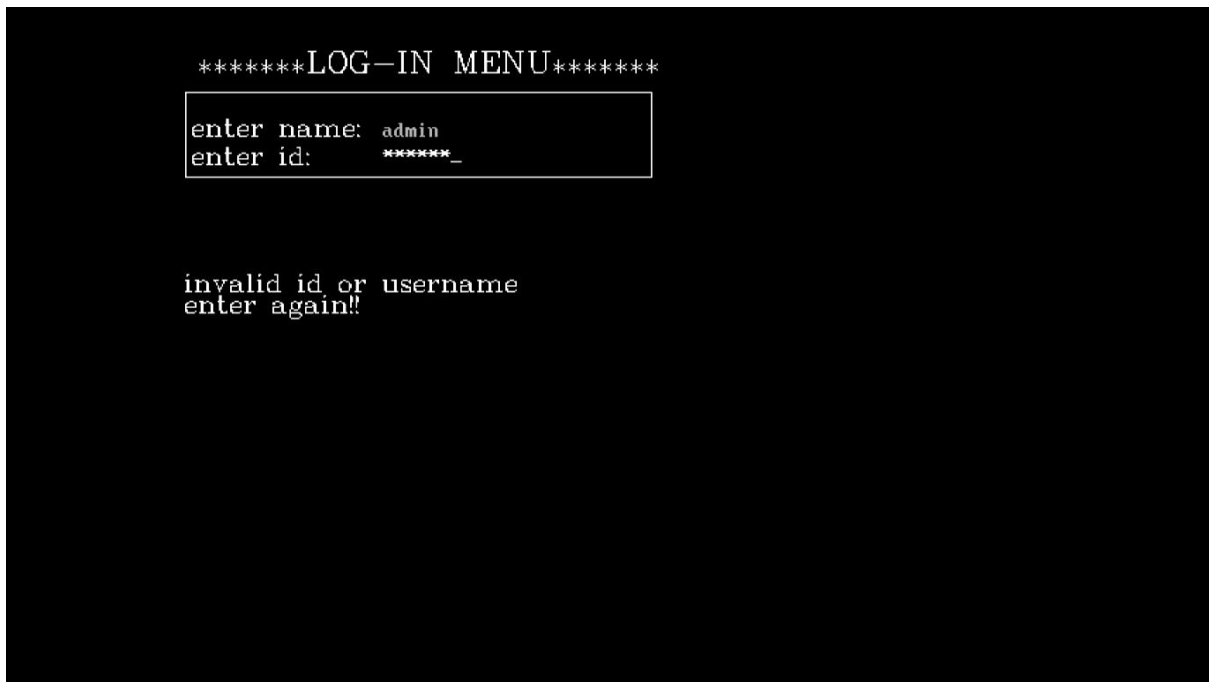 *******LOG-IN MENU*******
enter name: admin
enter id: ******_
invalid id or username
enter again!!